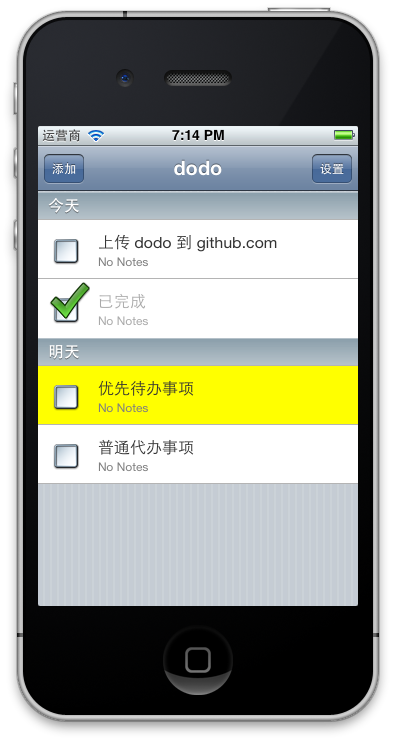 运营商 7:14 PM
添加 dodo 设置
今天
上传 dodo 到 github.com
No Notes
已完成
No Notes
明天
优先待办事项
No Notes
普通代办事项
No Notes